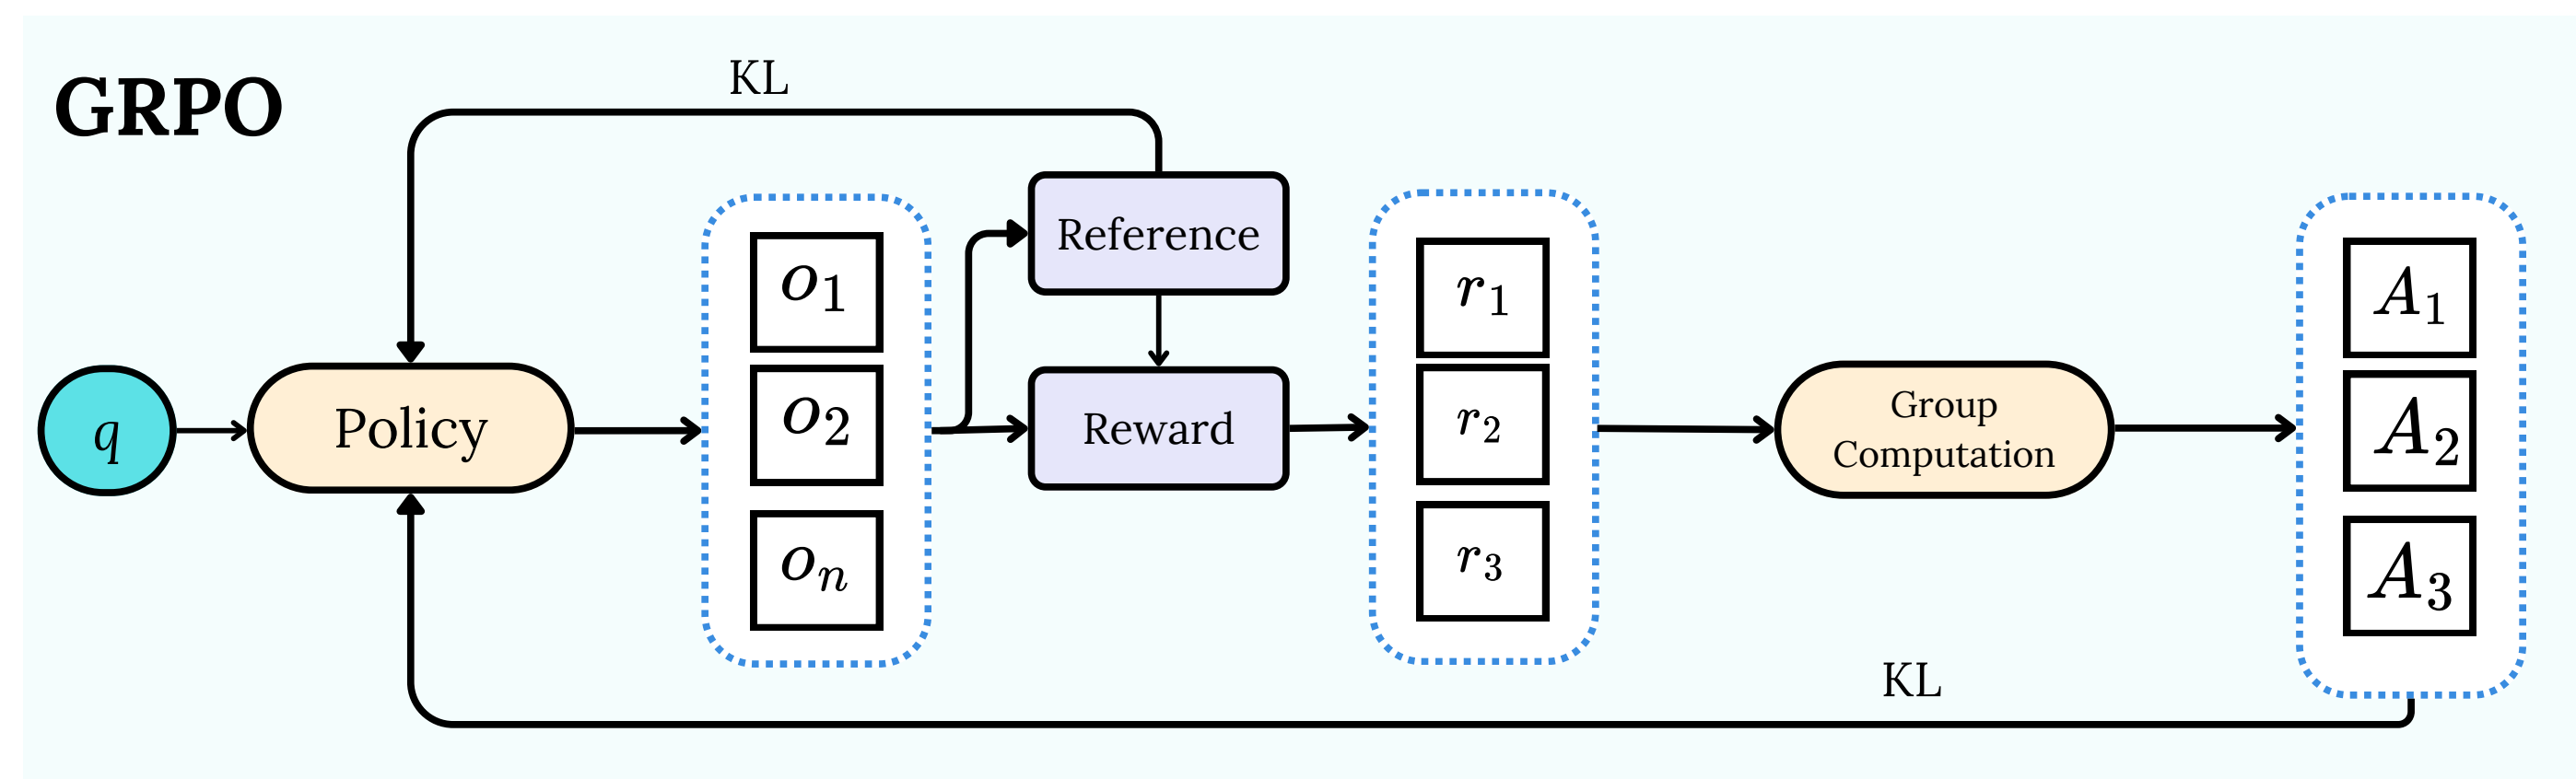 GRPO
KL
q
Policy
o1
o2
on
Reference
Reward
r1
r2
r3
Group
Computation
A1
A2
A3
KL